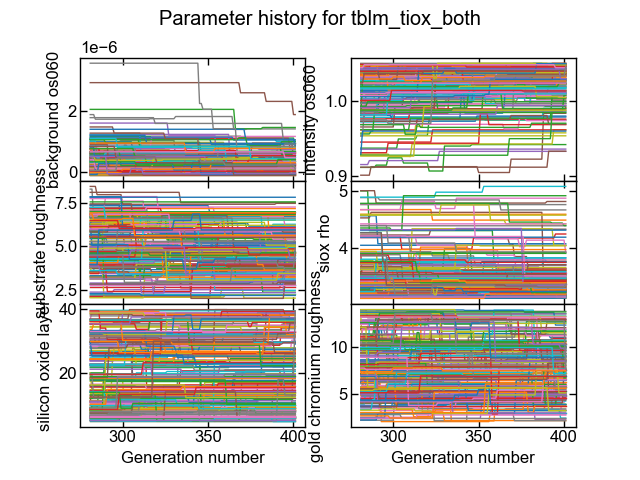 Parameter history for tblm_tiox_both
1e−6
background os060
2
0
intensity os060
1.0
0.9
substrate roughness
7.5
5.0
2.5
siox rho
5
4
silicon oxide layer
40
20
gold chromium roughness
10
5
300 350 400
300 350 400
Generation number
Generation number